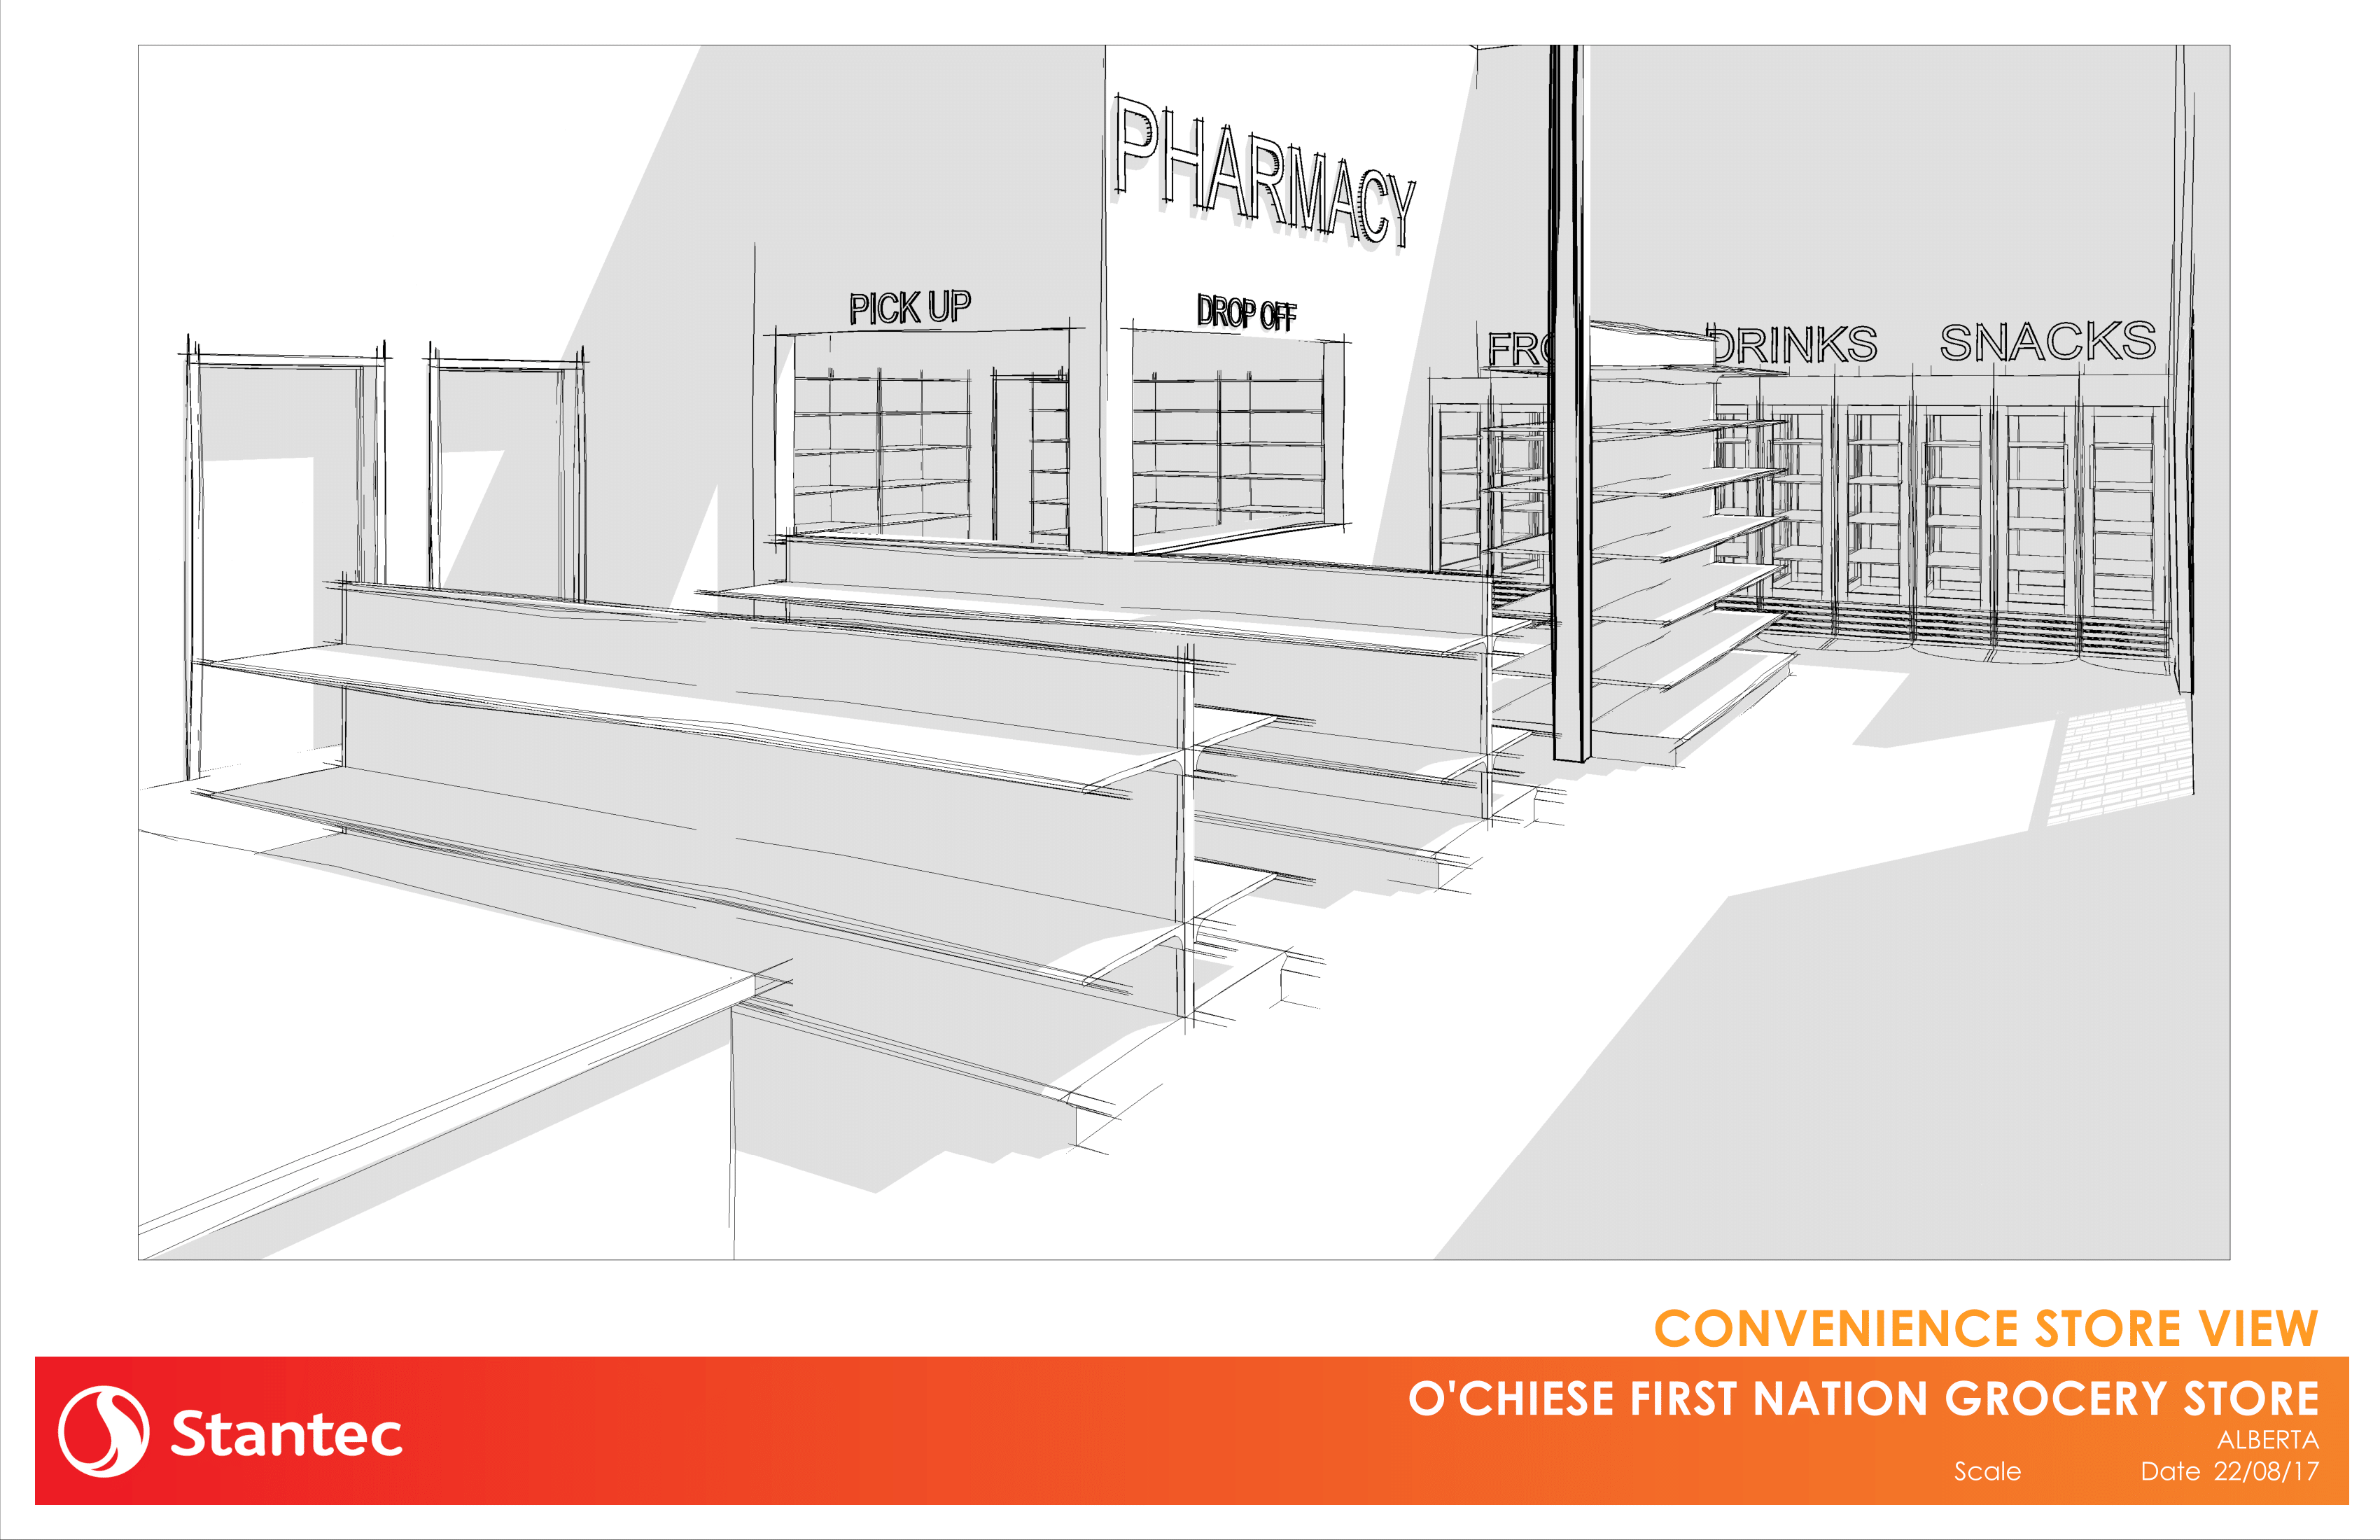 PHARMACY
PICK UP
DROP OFF
DRINKS
SNACKS
CONVENIENCE STORE VIEW
O'CHIESE FIRST NATION GROCERY STORE
ALBERTA
Scale
Date 22/08/17
Stantec